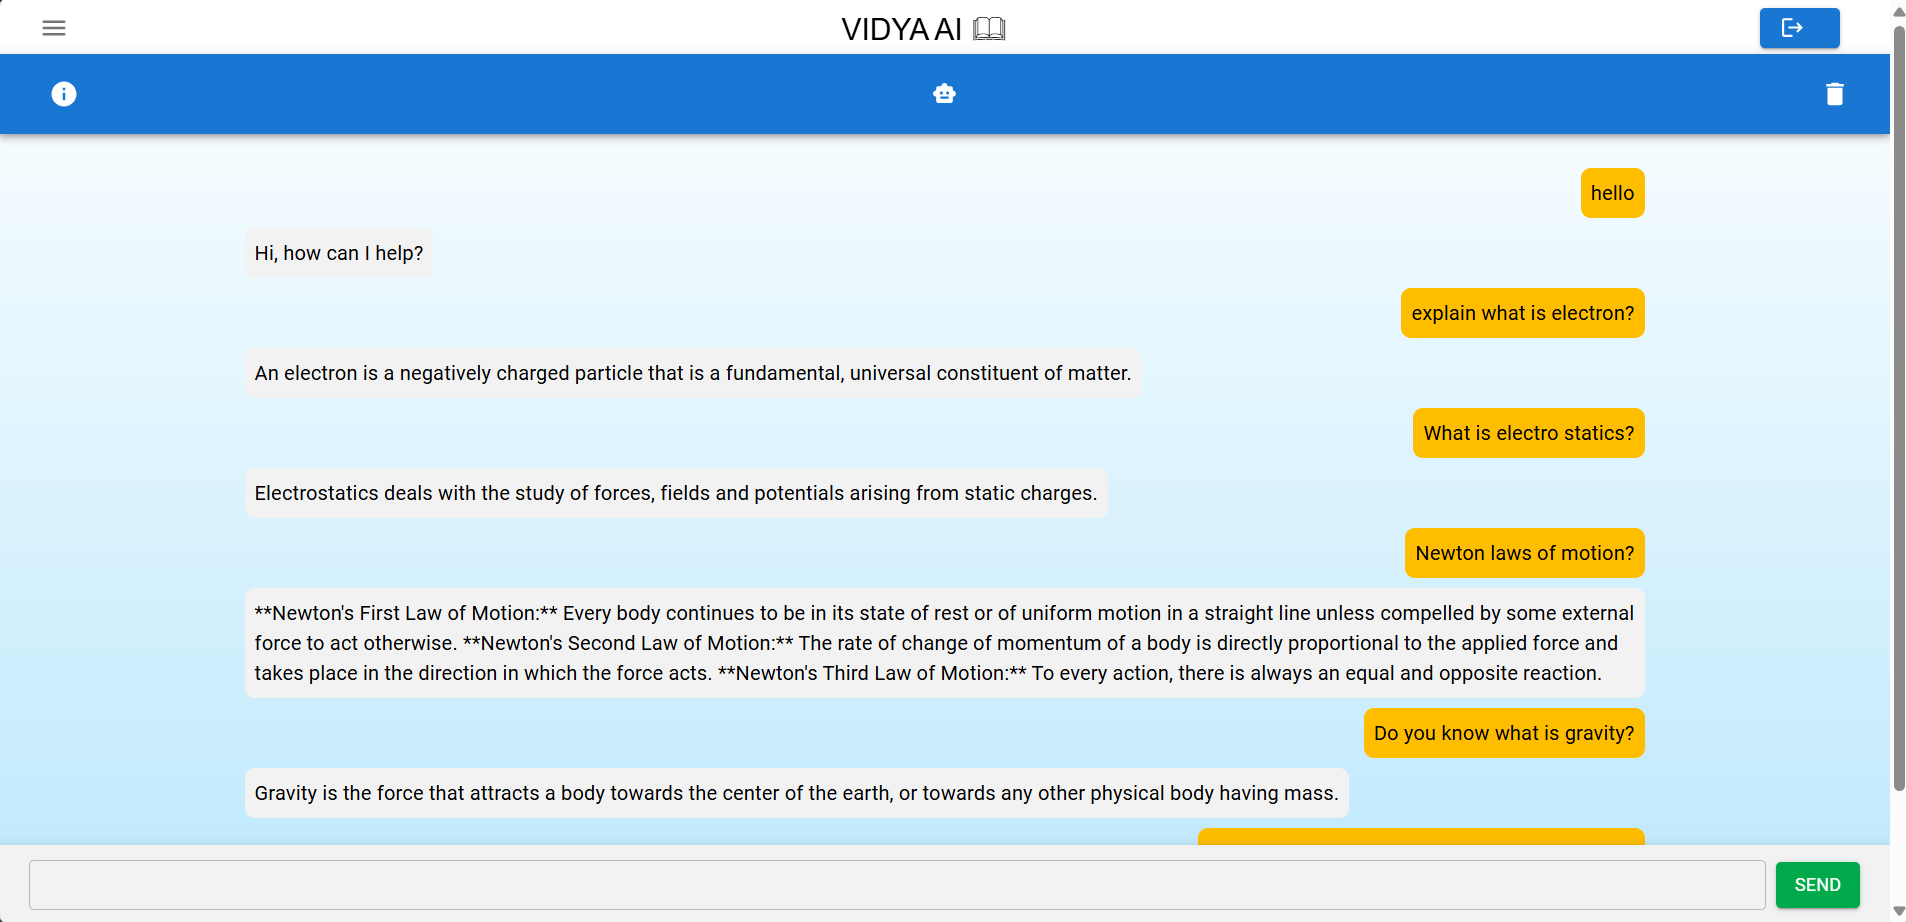 VIDYA AI
hello
Hi, how can I help?
explain what is electron?
An electron is a negatively charged particle that is a fundamental, universal constituent of matter.
What is electro statics?
Electrostatics deals with the study of forces, fields and potentials arising from static charges.
Newton laws of motion?
**Newton's First Law of Motion:** Every body continues to be in its state of rest or of uniform motion in a straight line unless compelled by some external
force to act otherwise. **Newton's Second Law of Motion:** The rate of change of momentum of a body is directly proportional to the applied force and
takes place in the direction in which the force acts. **Newton's Third Law of Motion:** To every action, there is always an equal and opposite reaction.
Do you know what is gravity?
Gravity is the force that attracts a body towards the center of the earth, or towards any other physical body having mass.
SEND